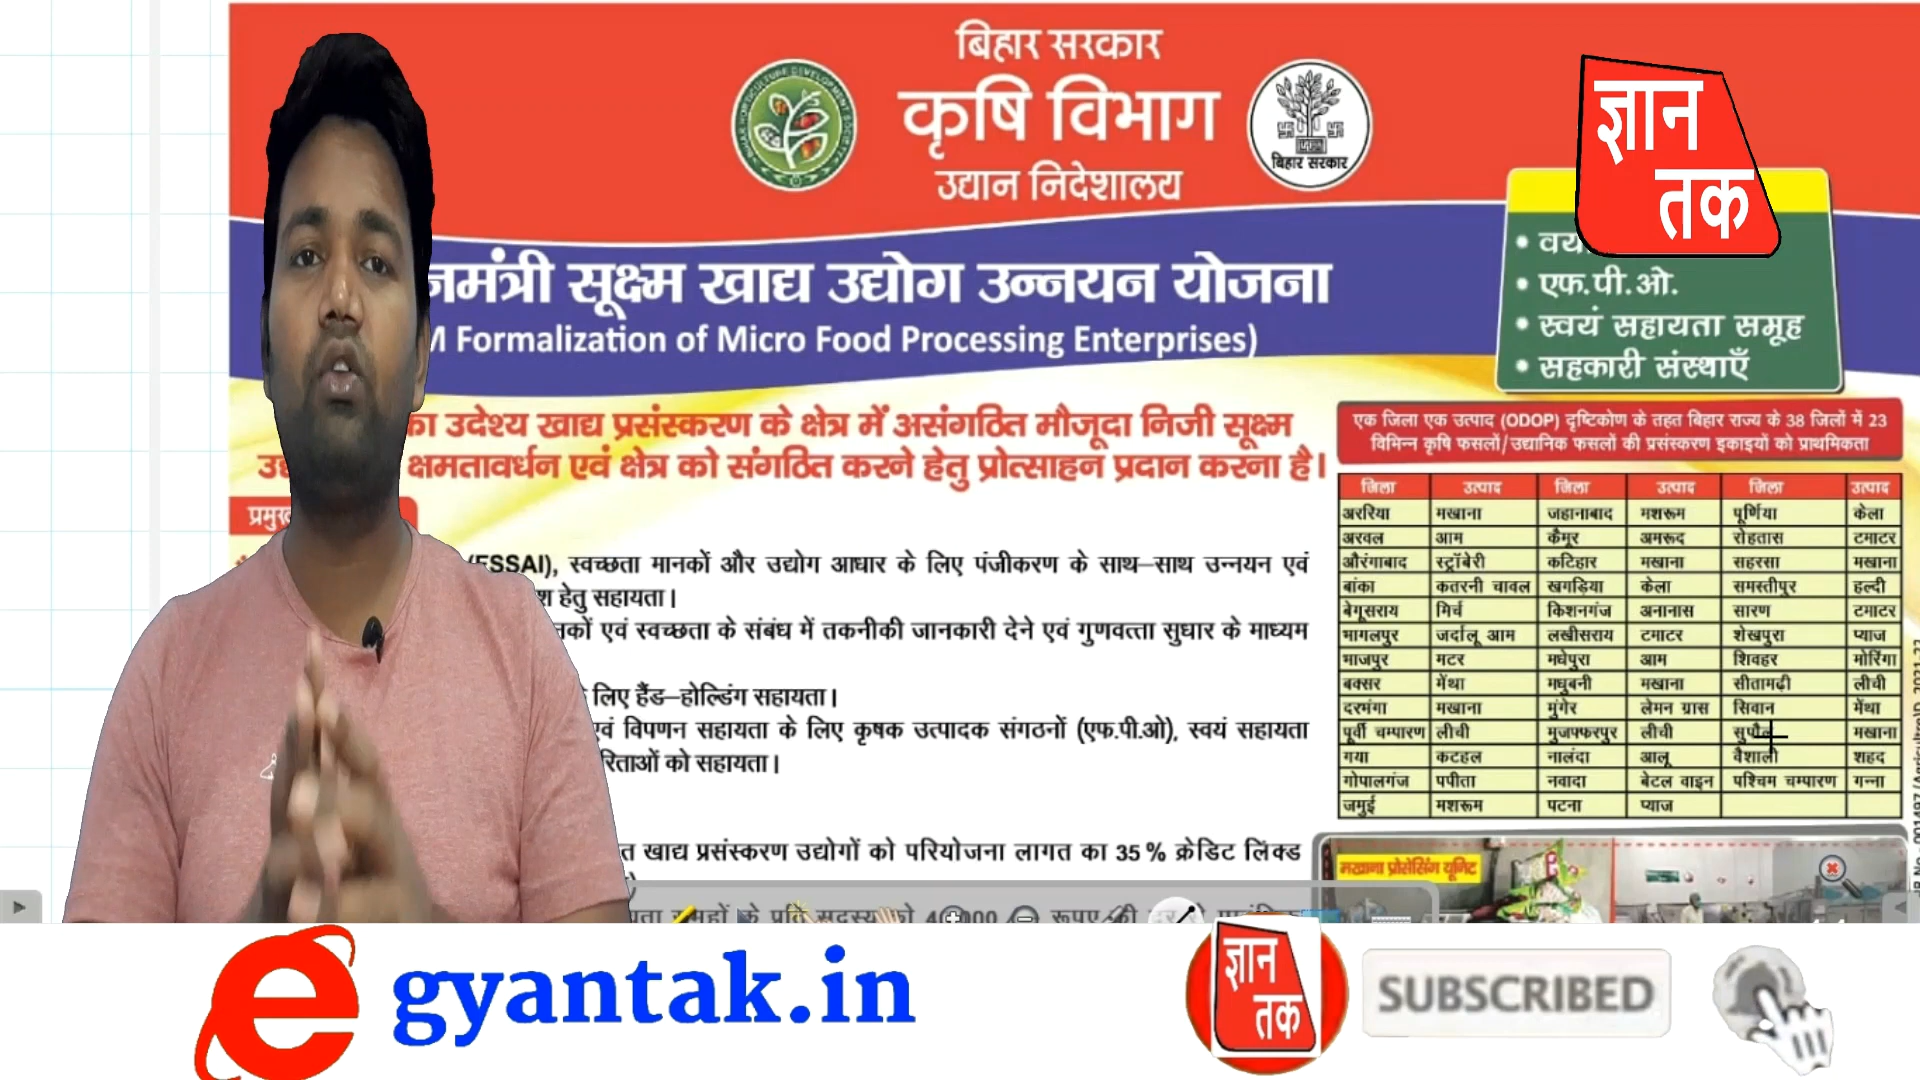 बिहार सरकार
कृषि विभाग
उद्यान निदेशालय
बिहार सरकार
ज्ञान
तक
नमंत्री सूक्ष्म खाद्य उद्योग उन्नयन योजना
Formalization of Micro Food Processing Enterprises)
• एफ.पी.ओ.
• स्वयं सहायता समूह
• सहकारी संस्थाएँ
का उदेश्य खाद्य प्रसंस्करण के क्षेत्र में असंगठित मौजूदा निजी सूक्ष्म
क्षमतावर्धन एवं क्षेत्र को संगठित करने हेतु प्रोत्साहन प्रदान करना है।
(FSSAI), स्वच्छता मानकों और उद्योग आधार के लिए पंजीकरण के साथ–साथ उन्नयन एवं
हेतु सहायता।
एवं स्वच्छता के संबंध में तकनीकी जानकारी देने एवं गुणवत्ता सुधार के माध्यम
लिए हैंड–होल्डिंग सहायता।
एवं विपणन सहायता के लिए कृषक उत्पादक संगठनों (एफ.पी.ओ), स्वयं सहायता
को सहायता।
खाद्य प्रसंस्करण उद्योगों को परियोजना लागत का 35 % क्रेडिट लिंक्ड
एक जिला एक उत्पाद (ODOP) दृष्टिकोण के तहत बिहार राज्य के 38 जिलों में 23
विभिन्न कृषि फसलों/उद्यानिक फसलों की प्रसंस्करण इकाइयों को प्राथमिकता
जिला उत्पाद जिला उत्पाद जिला उत्पाद
अररिया मखाना जहानाबाद मशरूम पूर्णिया केला
अरवल आम कैमूर अमरूद रोहतास टमाटर
औरंगाबाद स्ट्रॉबेरी कटिहार मखाना सहरसा मखाना
बांका कतरनी चावल खगड़िया केला समस्तीपुर हल्दी
बेगूसराय मिर्च किशनगंज अनानास सारण टमाटर
भागलपुर जर्दालू आम लखीसराय टमाटर शेखपुरा प्याज
भाजपुर मटर मधेपुरा आम शिवहर मोरिंगा
बक्सर मेंथा मधुबनी मखाना सीतामढ़ी लीची
दरभंगा मखाना मुंगेर लेमन ग्रास सिवान मेंथा
पूर्वी चम्पारण लीची मुजफ्फरपुर लीची सुपौल मखाना
गया कटहल नालंदा आलू वैशाली शहद
गोपालगंज पपीता नवादा बेटल वाइन पश्चिम चम्पारण गन्ना
जमुई मशरूम पटना प्याज
मखाना प्रोसेसिंग यूनिट
gyantak.in
ज्ञान
तक
SUBSCRIBED